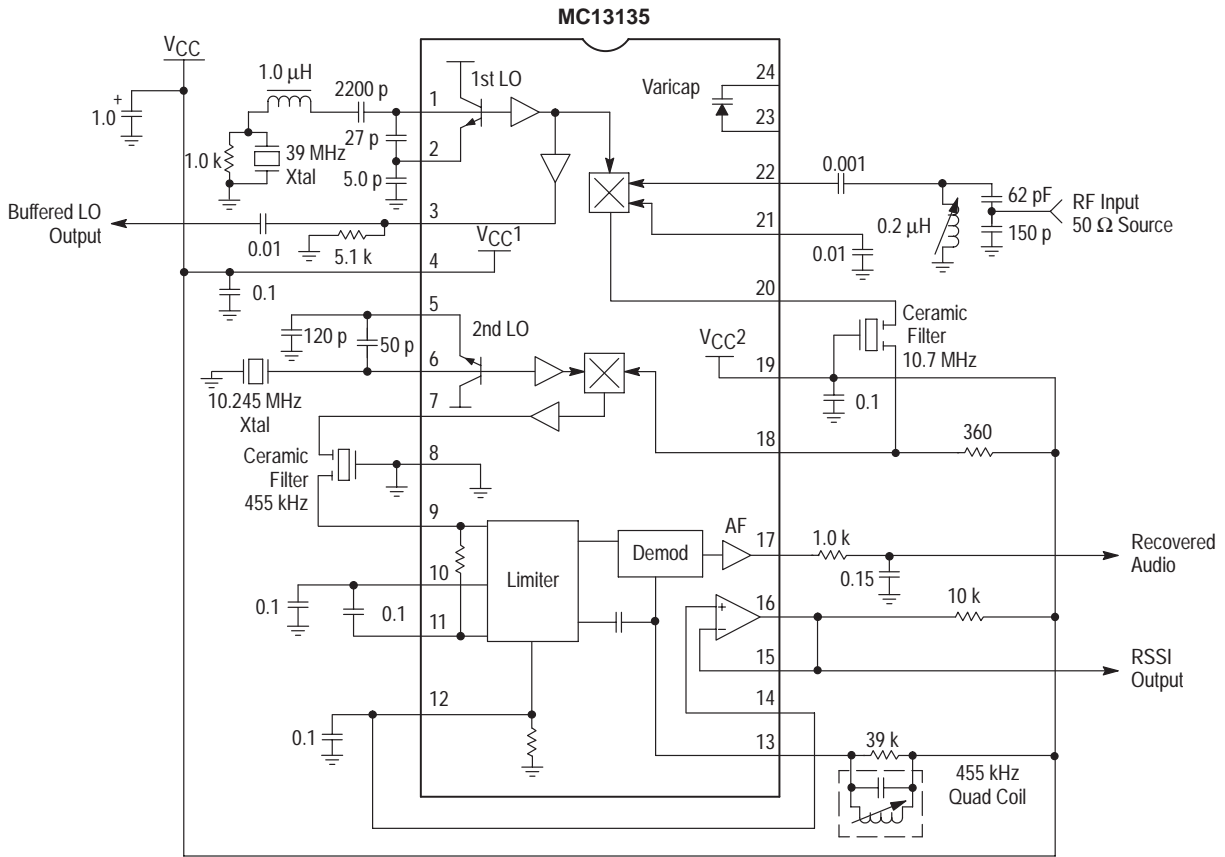 MC13135
VCC
1.0 µH
2200 p
1
1st LO
24
Varicap
23
+
1.0
27 p
2
1.0 k
39 MHz
Xtal
5.0 p
22
0.001
62 pF
RF Input
50 Ω Source
150 p
0.2 µH
21
0.01
Buffered LO
Output
3
0.01
5.1 k
VCC1
4
0.1
20
Ceramic
Filter
10.7 MHz
5
120 p
50 p
2nd LO
VCC2
19
6
10.245 MHz
Xtal
7
0.1
18
360
Ceramic
Filter
455 kHz
8
9
AF
17
1.0 k
Recovered
Audio
Limiter
Demod
0.15
10
0.1
0.1
11
+
–
16
10 k
15
RSSI
Output
14
12
0.1
13
39 k
455 kHz
Quad Coil